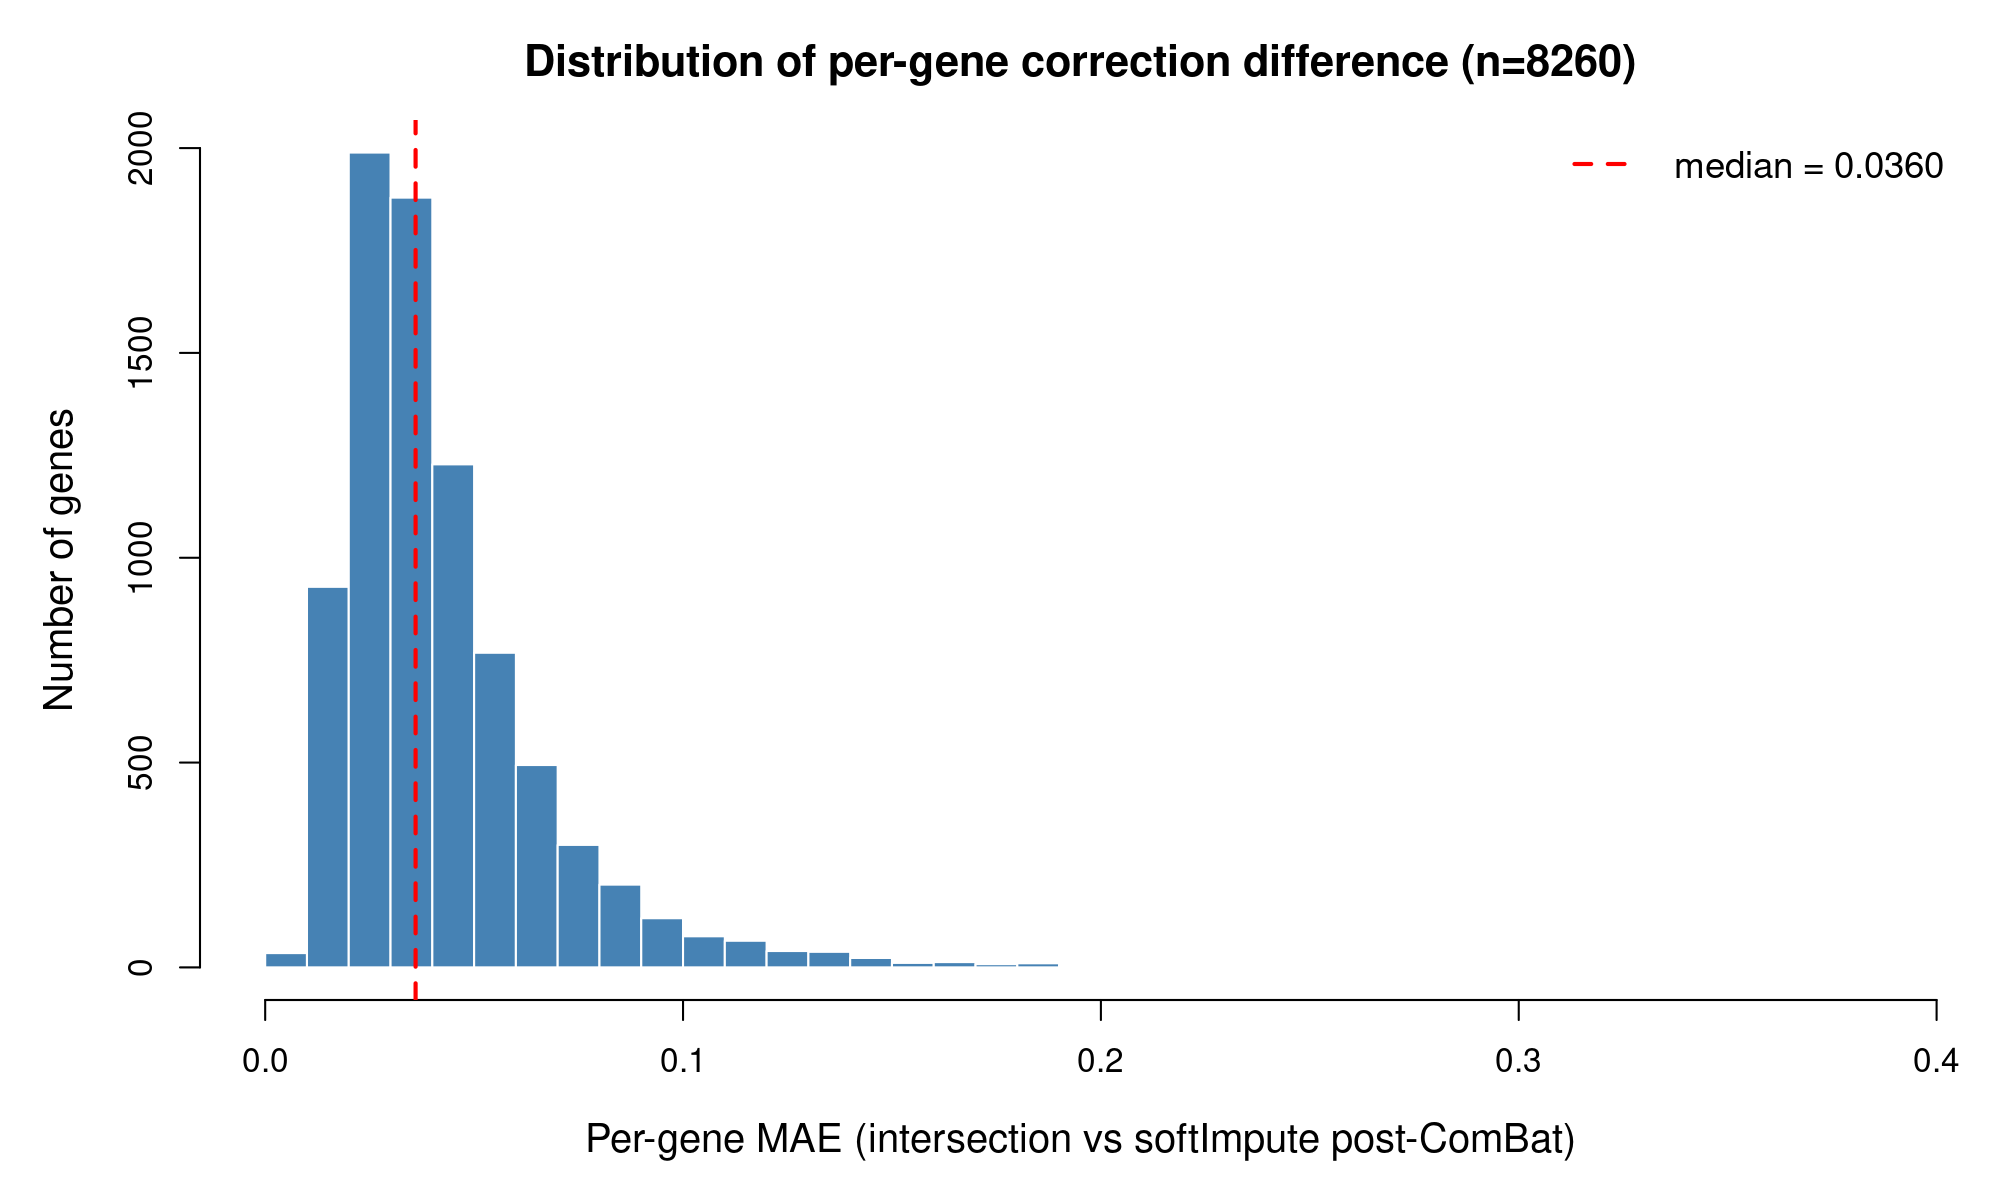 Distribution of per-gene correction difference (n=8260)
median = 0.0360
2000
1500
1000
500
0
Number of genes
0.0 0.1 0.2 0.3 0.4
Per-gene MAE (intersection vs softImpute post-ComBat)